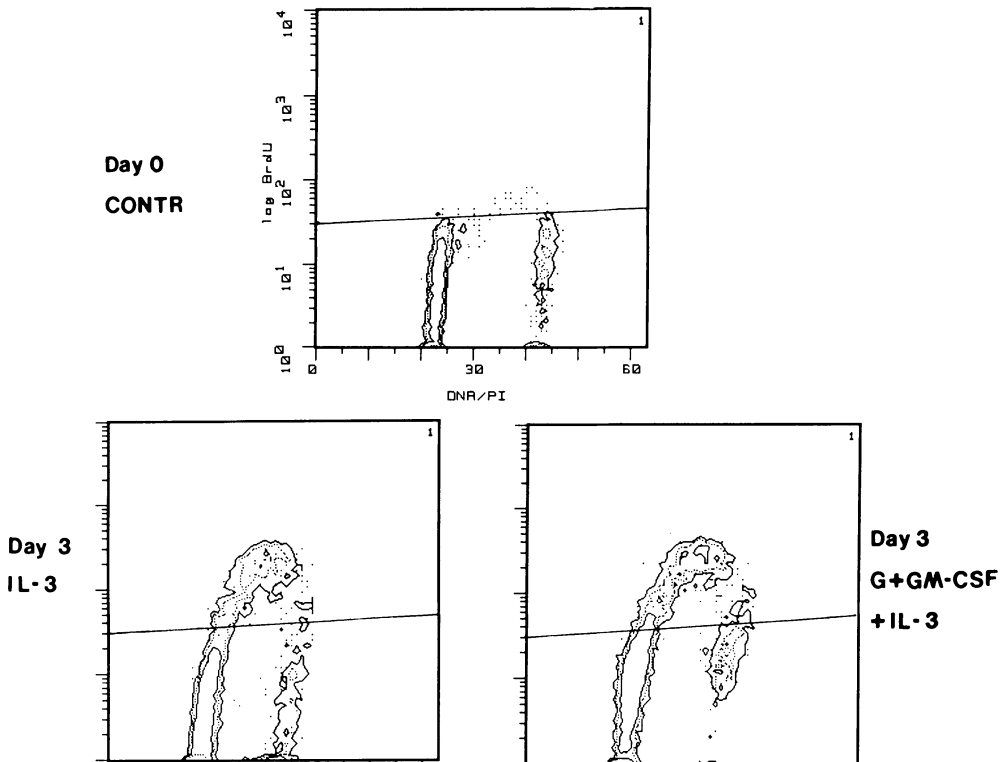 Day 0
CONTR
1
10^4
10^3
10^2
10^1
10^0
log BrdU
0
30
60
DNA/PI
Day 3
IL-3
1
1
Day 3
G+GM-CSF
+IL-3